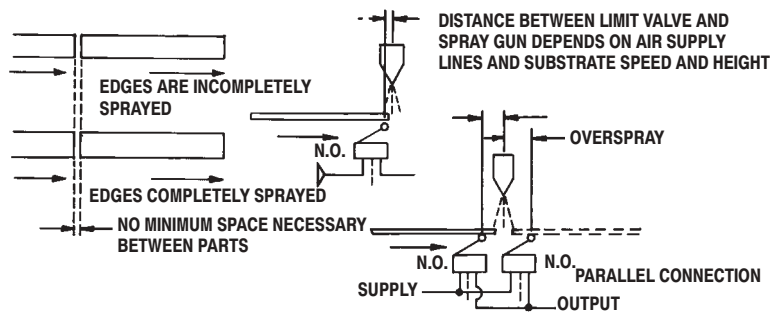 DISTANCE BETWEEN LIMIT VALVE AND
SPRAY GUN DEPENDS ON AIR SUPPLY
LINES AND SUBSTRATE SPEED AND HEIGHT
EDGES ARE INCOMPLETELY
SPRAYED
N.O.
OVERSPRAY
EDGES COMPLETELY SPRAYED
NO MINIMUM SPACE NECESSARY
BETWEEN PARTS
N.O.
N.O.
PARALLEL CONNECTION
SUPPLY
OUTPUT